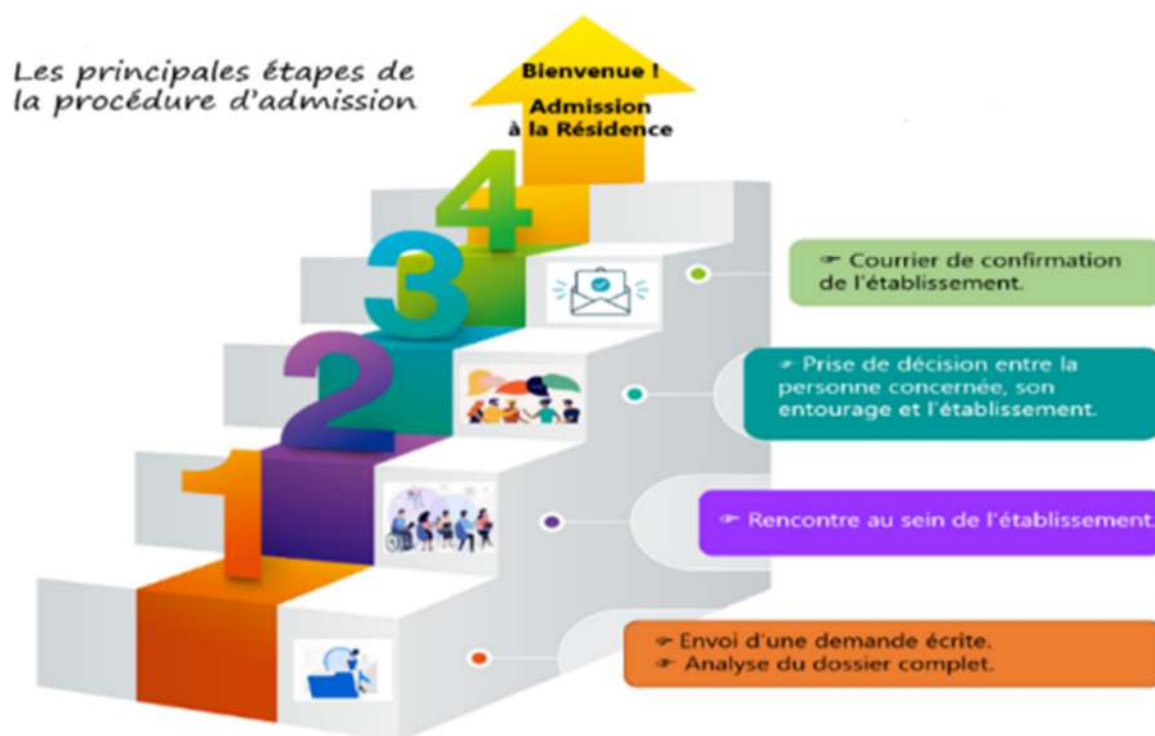 Les principales étapes de
la procédure d'admission
Bienvenue !
Admission
à la Résidence
4
☞ Courrier de confirmation
de l'établissement.
3
☞ Prise de décision entre la
personne concernée, son
entourage et l'établissement.
2
☞ Rencontre au sein de l'établissement.
1
☞ Envoi d'une demande écrite.
☞ Analyse du dossier complet.